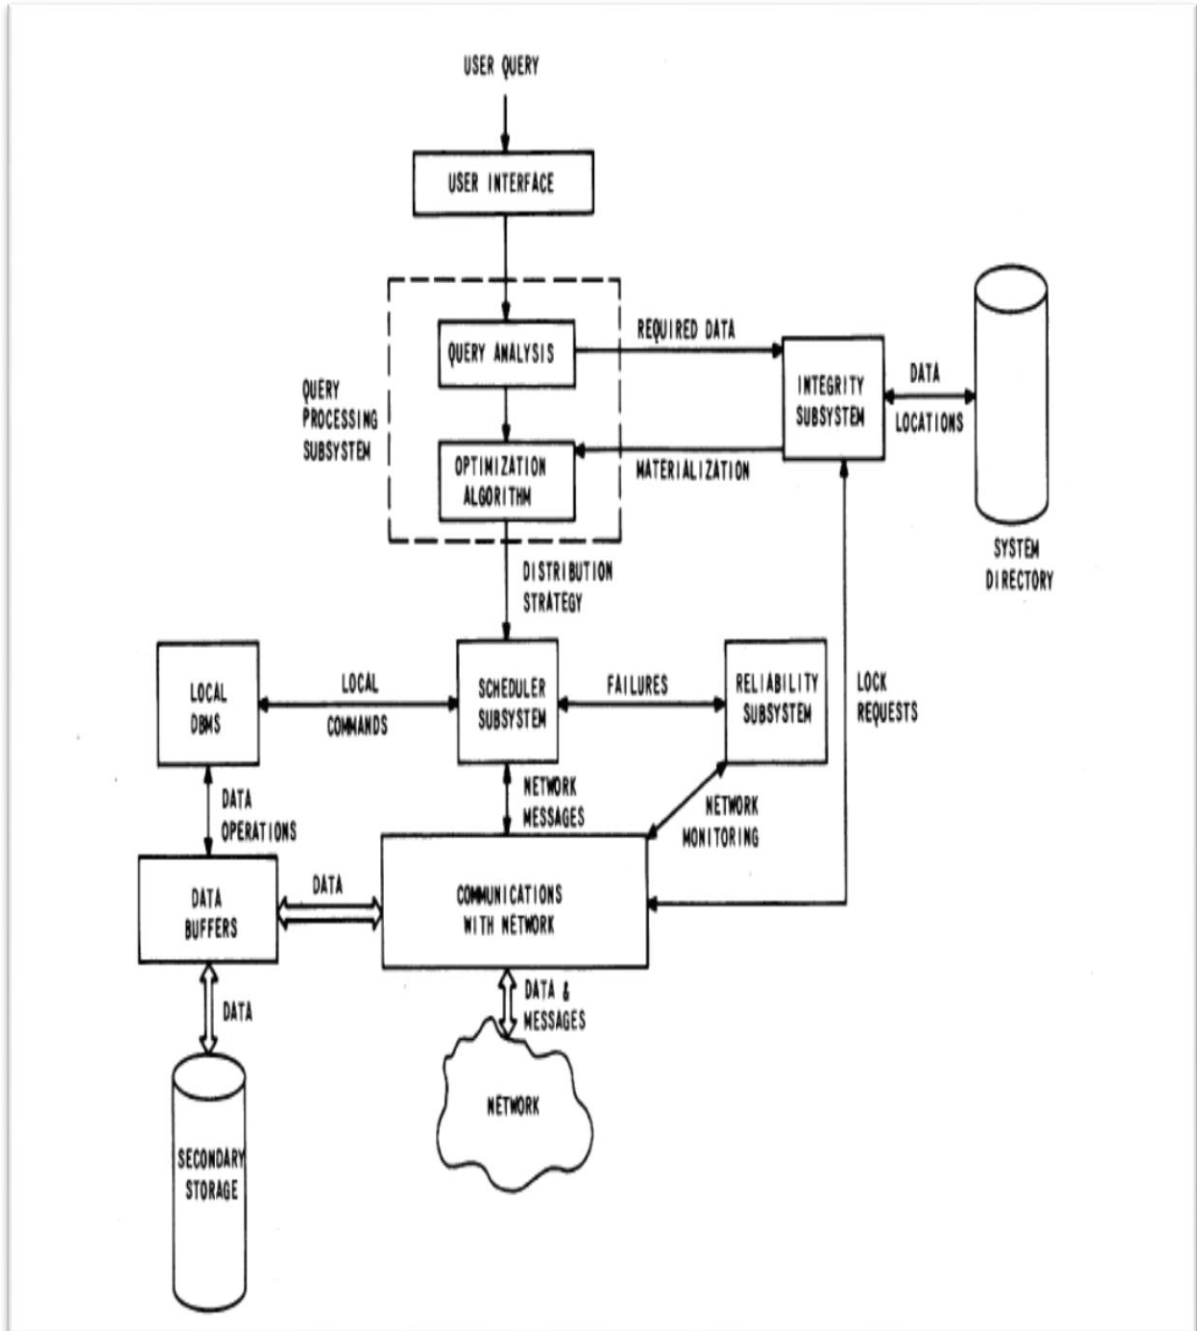 USER QUERY
USER INTERFACE
QUERY ANALYSIS
REQUIRED DATA
INTEGRITY
SUBSYSTEM
DATA
LOCATIONS
QUERY
PROCESSING
SUBSYSTEM
OPTIMIZATION
ALGORITHM
MATERIALIZATION
SYSTEM
DIRECTORY
DISTRIBUTION
STRATEGY
LOCAL
DBMS
LOCAL
COMMANDS
SCHEDULER
SUBSYSTEM
FAILURES
RELIABILITY
SUBSYSTEM
LOCK
REQUESTS
DATA
OPERATIONS
NETWORK
MESSAGES
NETWORK
MONITORING
DATA
BUFFERS
DATA
COMMUNICATIONS
WITH NETWORK
DATA
DATA &
MESSAGES
NETWORK
SECONDARY
STORAGE